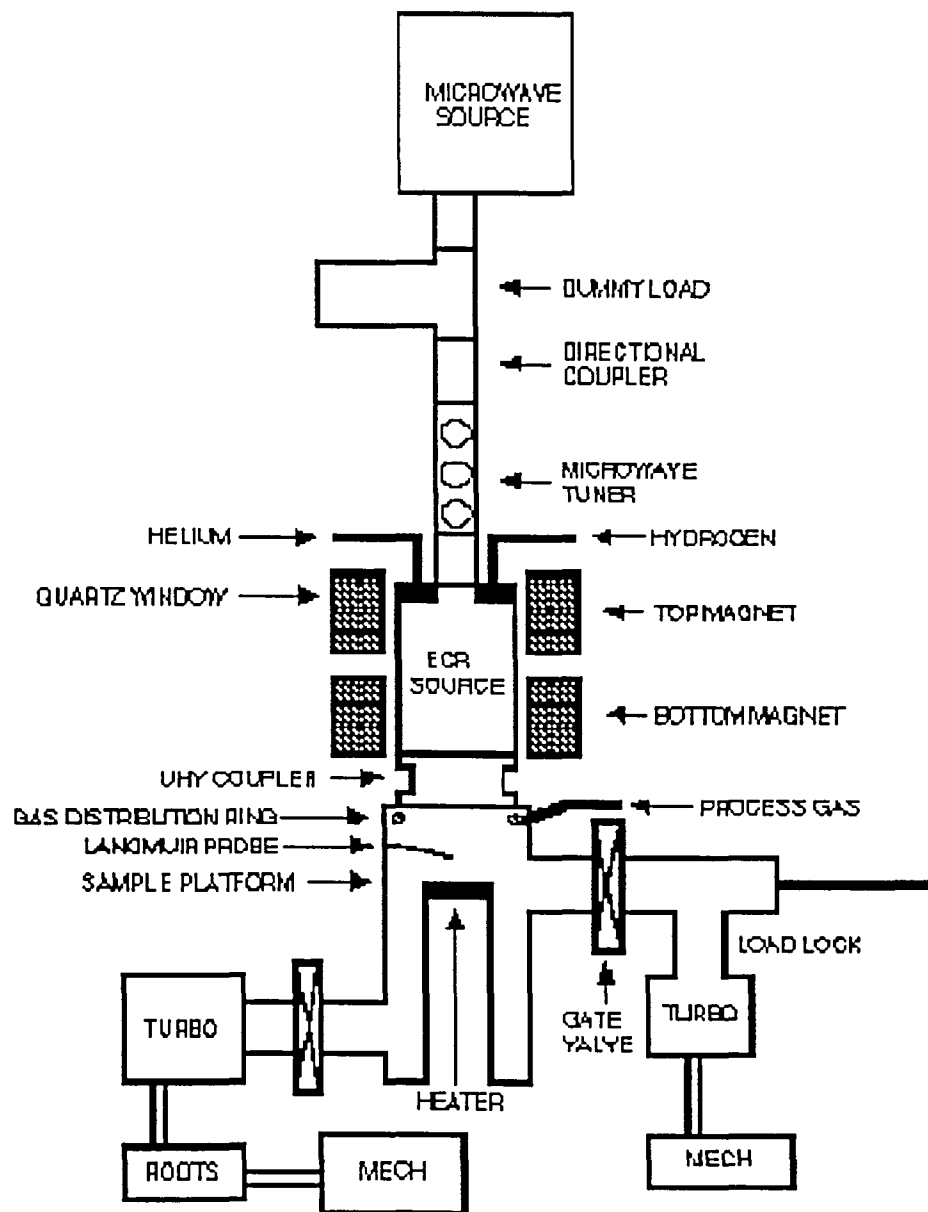 MICROWAVE
SOURCE
DUMMY LOAD
DIRECTIONAL
COUPLER
MICROWAVE
TUNER
HELIUM
HYDROGEN
QUARTZ WINDOW
TOP MAGNET
ECR
SOURCE
BOTTOM MAGNET
UHV COUPLER
PROCESS GAS
GAS DISTRIBUTION RING
LANGMUIR PROBE
SAMPLE PLATFORM
LOAD LOCK
TURBO
GATE
VALVE
TURBO
HEATER
ROOTS
MECH
MECH